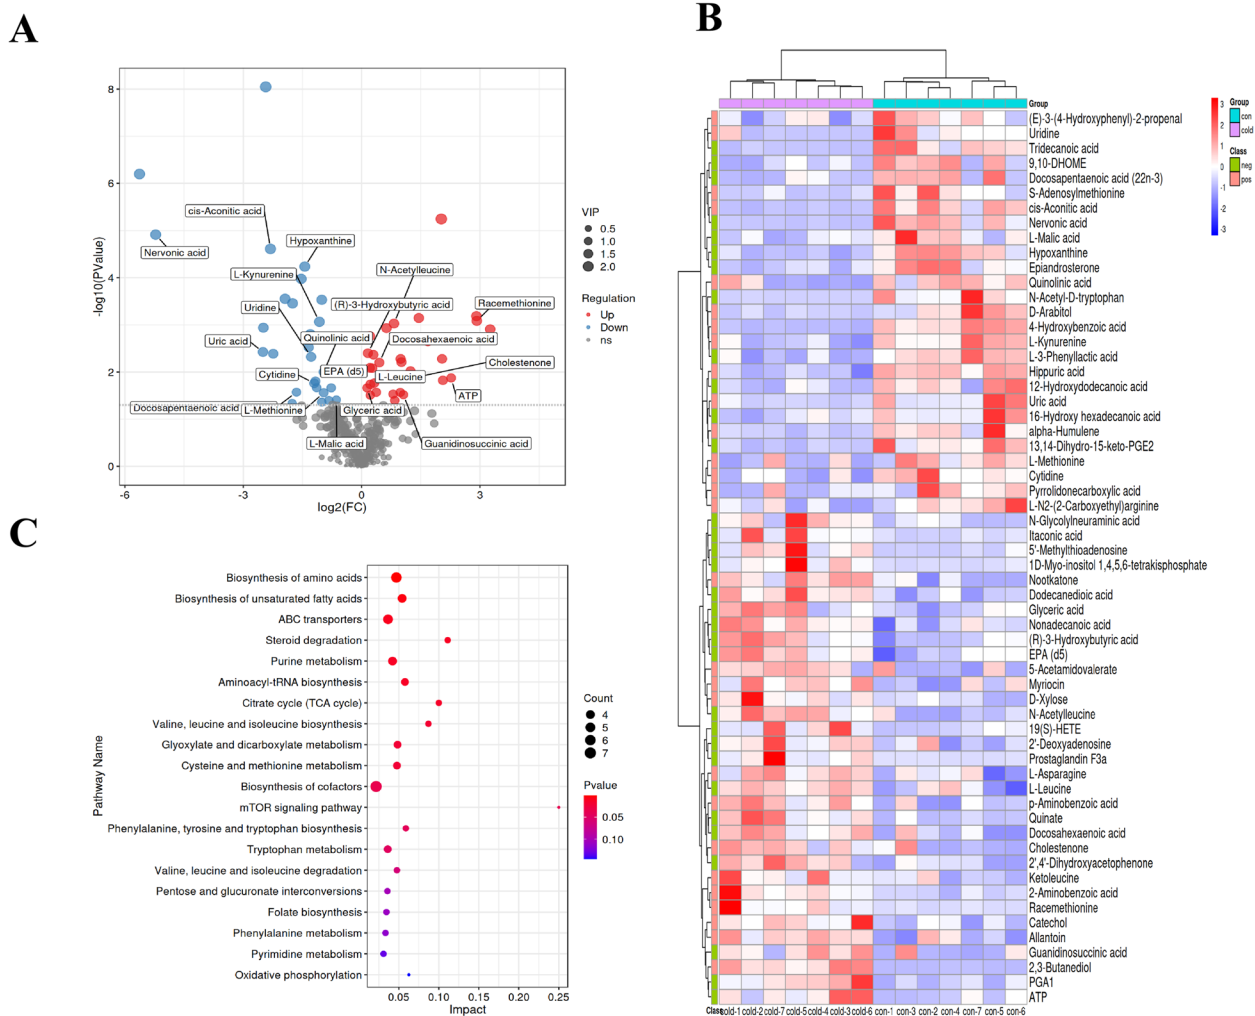 A
8
6
4
2
0
-6
-3
0
3
-log10(PValue)
log2(FC)
cis-Aconitic acid
Nervonic acid
Hypoxanthine
L-Kynurenine
N-Acetylleucine
Uridine
(R)-3-Hydroxybutyric acid
Racemethionine
Uric acid
Quinolinic acid
Docosahexaenoic acid
Cholestenone
Cytidine
EPA (d5)
L-Leucine
ATP
Docosapentaenoic acid
L-Methionine
Glyceric acid
L-Malic acid
Guanidinosuccinic acid
VIP
0.5
1.0
1.5
2.0
Regulation
Up
Down
ns
B
Group
(E)-3-(4-Hydroxyphenyl)-2-propenal
Uridine
Tridecanoic acid
9,10-DHOME
Docosapentaenoic acid (22n-3)
S-Adenosylmethionine
cis-Aconitic acid
Nervonic acid
L-Malic acid
Hypoxanthine
Epiandrosterone
Quinolinic acid
N-Acetyl-D-tryptophan
D-Arabitol
4-Hydroxybenzoic acid
L-Kynurenine
L-3-Phenyllactic acid
Hippuric acid
12-Hydroxydodecanoic acid
Uric acid
16-Hydroxy hexadecanoic acid
alpha-Humulene
13,14-Dihydro-15-keto-PGE2
L-Methionine
Cytidine
Pyrrolidonecarboxylic acid
L-N2-(2-Carboxyethyl)arginine
N-Glycolylneuraminic acid
Itaconic acid
5'-Methylthioadenosine
1D-Myo-inositol 1,4,5,6-tetrakisphosphate
Nootkatone
Dodecanedioic acid
Glyceric acid
Nonadecanoic acid
(R)-3-Hydroxybutyric acid
EPA (d5)
5-Acetamidovalerate
Myriocin
D-Xylose
N-Acetylleucine
19(S)-HETE
2'-Deoxyadenosine
Prostaglandin F3a
L-Asparagine
L-Leucine
p-Aminobenzoic acid
Quinate
Docosahexaenoic acid
Cholestenone
2',4'-Dihydroxyacetophenone
Ketoleucine
2-Aminobenzoic acid
Racemethionine
Catechol
Allantoin
Guanidinosuccinic acid
2,3-Butanediol
PGA1
ATP
Class cold-1 cold-2 cold-7 cold-5 cold-4 cold-3 cold-6 con-1 con-3 con-2 con-4 con-7 con-5 con-6
3
2
1
0
-1
-2
-3
Group
con
cold
Class
neg
pos
C
Pathway Name
Biosynthesis of amino acids
Biosynthesis of unsaturated fatty acids
ABC transporters
Steroid degradation
Purine metabolism
Aminoacyl-tRNA biosynthesis
Citrate cycle (TCA cycle)
Valine, leucine and isoleucine biosynthesis
Glyoxylate and dicarboxylate metabolism
Cysteine and methionine metabolism
Biosynthesis of cofactors
mTOR signaling pathway
Phenylalanine, tyrosine and tryptophan biosynthesis
Tryptophan metabolism
Valine, leucine and isoleucine degradation
Pentose and glucuronate interconversions
Folate biosynthesis
Phenylalanine metabolism
Pyrimidine metabolism
Oxidative phosphorylation
0.05
0.10
0.15
0.20
0.25
Impact
Count
4
5
6
7
Pvalue
0.05
0.10